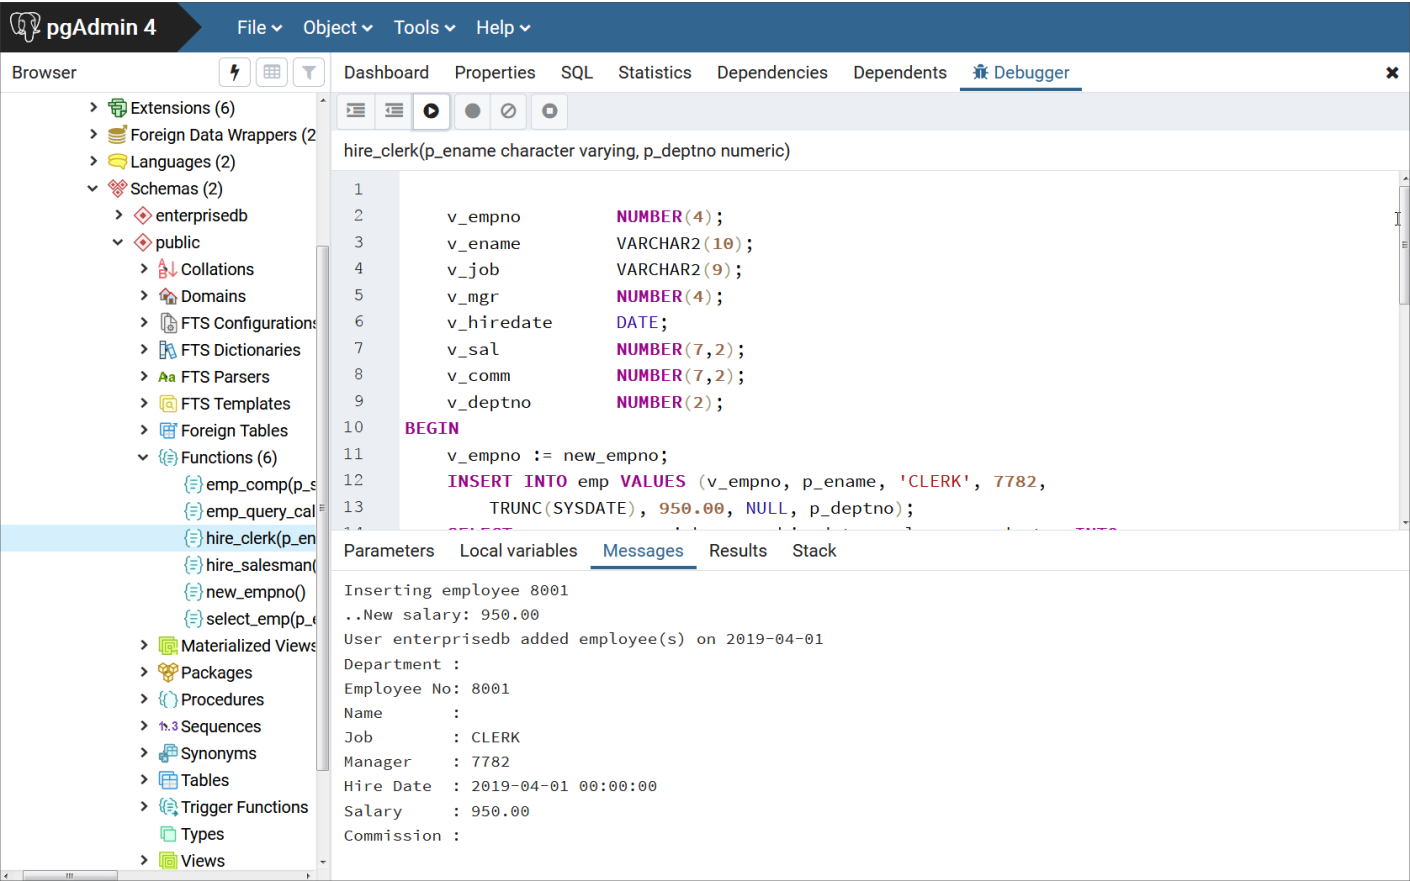 pgAdmin 4
File Object Tools Help
Browser
Dashboard Properties SQL Statistics Dependencies Dependents Debugger
Extensions (6)
Foreign Data Wrappers (2
Languages (2)
Schemas (2)
enterprisedb
public
Collations
Domains
FTS Configurations
FTS Dictionaries
Aa FTS Parsers
FTS Templates
Foreign Tables
Functions (6)
emp_comp(p_s
emp_query_cal
hire_clerk(p_en
hire_salesman(
new_empno()
select_emp(p_e
Materialized Views
Packages
Procedures
1..3 Sequences
Synonyms
Tables
Trigger Functions
Types
Views
hire_clerk(p_ename character varying, p_deptno numeric)
1
2 v_empno NUMBER(4);
3 v_ename VARCHAR2(10);
4 v_job VARCHAR2(9);
5 v_mgr NUMBER(4);
6 v_hiredate DATE;
7 v_sal NUMBER(7,2);
8 v_comm NUMBER(7,2);
9 v_deptno NUMBER(2);
10 BEGIN
11 v_empno := new_empno;
12 INSERT INTO emp VALUES (v_empno, p_ename, 'CLERK', 7782,
13 TRUNC(SYSDATE), 950.00, NULL, p_deptno);
Parameters Local variables Messages Results Stack
Inserting employee 8001
..New salary: 950.00
User enterprisedb added employee(s) on 2019-04-01
Department :
Employee No: 8001
Name :
Job : CLERK
Manager : 7782
Hire Date : 2019-04-01 00:00:00
Salary : 950.00
Commission :